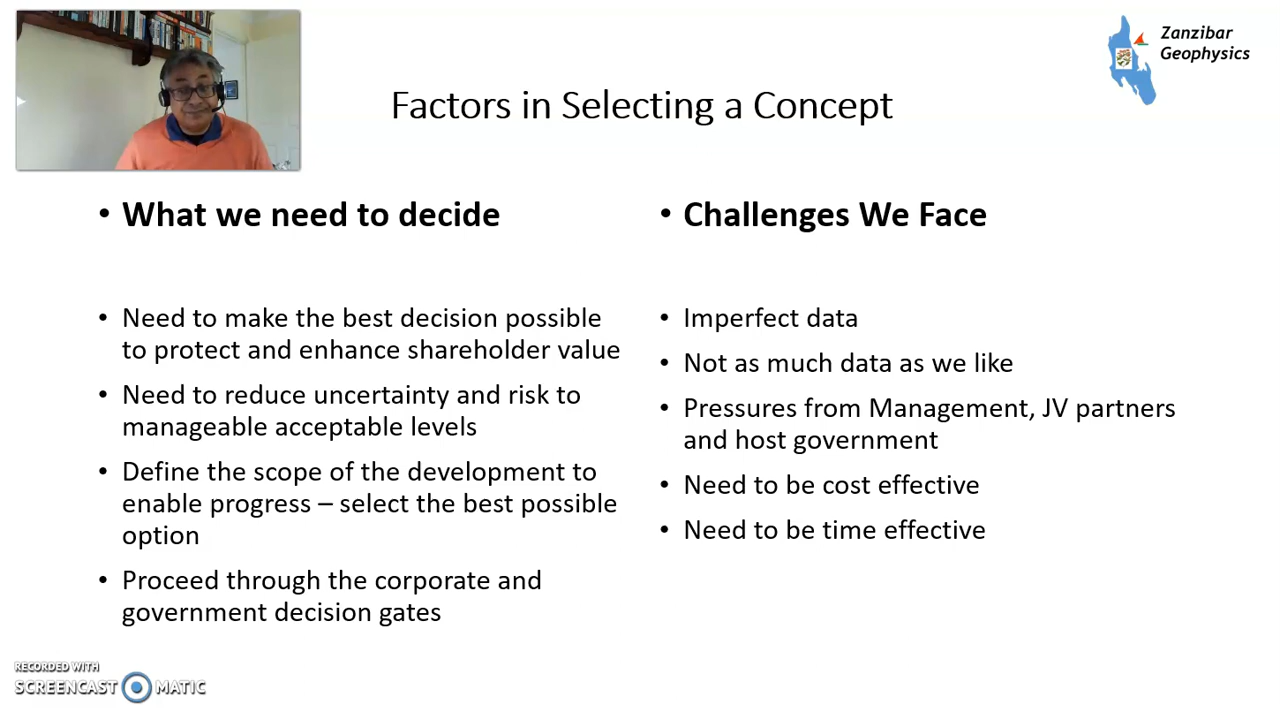 Zanzibar
Geophysics
Factors in Selecting a Concept
• What we need to decide
• Need to make the best decision possible
to protect and enhance shareholder value
• Need to reduce uncertainty and risk to
manageable acceptable levels
• Define the scope of the development to
enable progress – select the best possible
option
• Proceed through the corporate and
government decision gates
• Challenges We Face
• Imperfect data
• Not as much data as we like
• Pressures from Management, JV partners
and host government
• Need to be cost effective
• Need to be time effective
RECORDED WITH
SCREENCAST MATIC